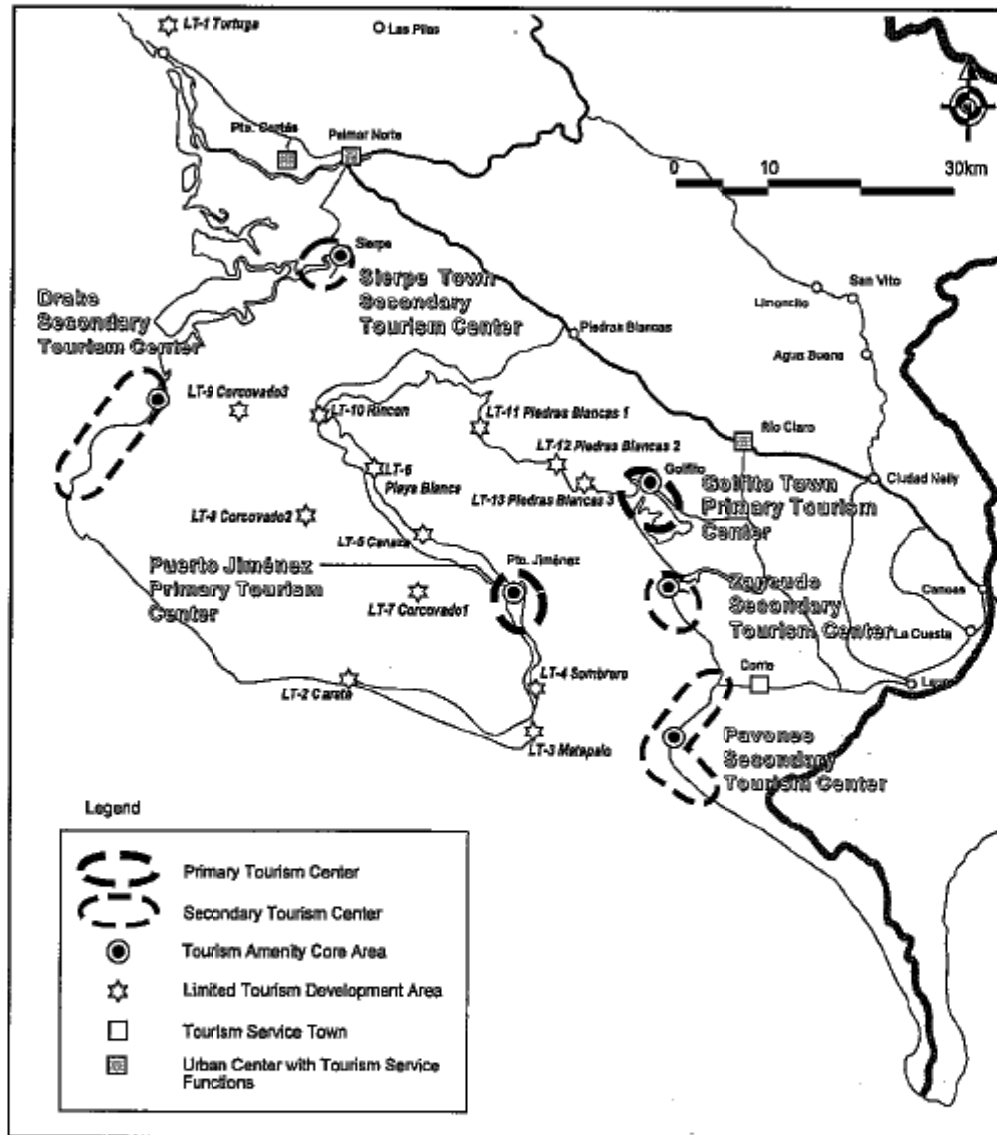 LT-1 Tortuga
Las Pilas
Pto. Cortés
Palmar Norte
0 10 30km
Sierpe
Sierpe Town
Secondary
Tourism Center
Drake
Secondary
Tourism Center
San Vito
Limoncito
Agua Buena
Piedras Blancas
LT-9 Corcovado3
LT-10 Rincon
LT-11 Piedras Blancas 1
Rio Claro
LT-12 Piedras Blancas 2
LT-6
Playa Blanca
Golfito
Ciudad Neily
LT-13 Piedras Blancas 3
Golfito Town
Primary Tourism
Center
LT-8 Corcovado2
LT-5 Canaza
Puerto Jiménez
Primary Tourism
Center
Pto. Jiménez
LT-7 Corcovado1
Zancudo
Secondary
Tourism Center
Canoas
La Cuesta
LT-4 Sombrero
Conte
LT-2 Carate
LT-3 Matapalo
Pavones
Secondary
Tourism Center
Legend
Primary Tourism Center
Secondary Tourism Center
Tourism Amenity Core Area
Limited Tourism Development Area
Tourism Service Town
Urban Center with Tourism Service
Functions